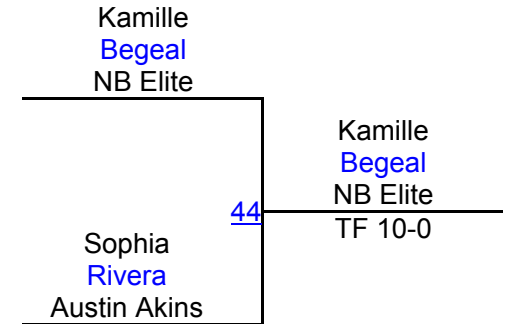 Kamille
Begeal
NB Elite
Kamille
Begeal
NB Elite
44
TF 10-0
Sophia
Rivera
Austin Akins